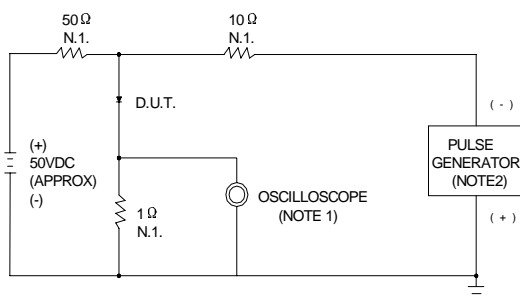 50Ω
N.1.
10Ω
N.1.
( - )
D.U.T.
(+)
50VDC
(APPROX)
(-)
PULSE
GENERATOR
(NOTE2)
1Ω
N.1.
OSCILLOSCOPE
(NOTE 1)
( + )